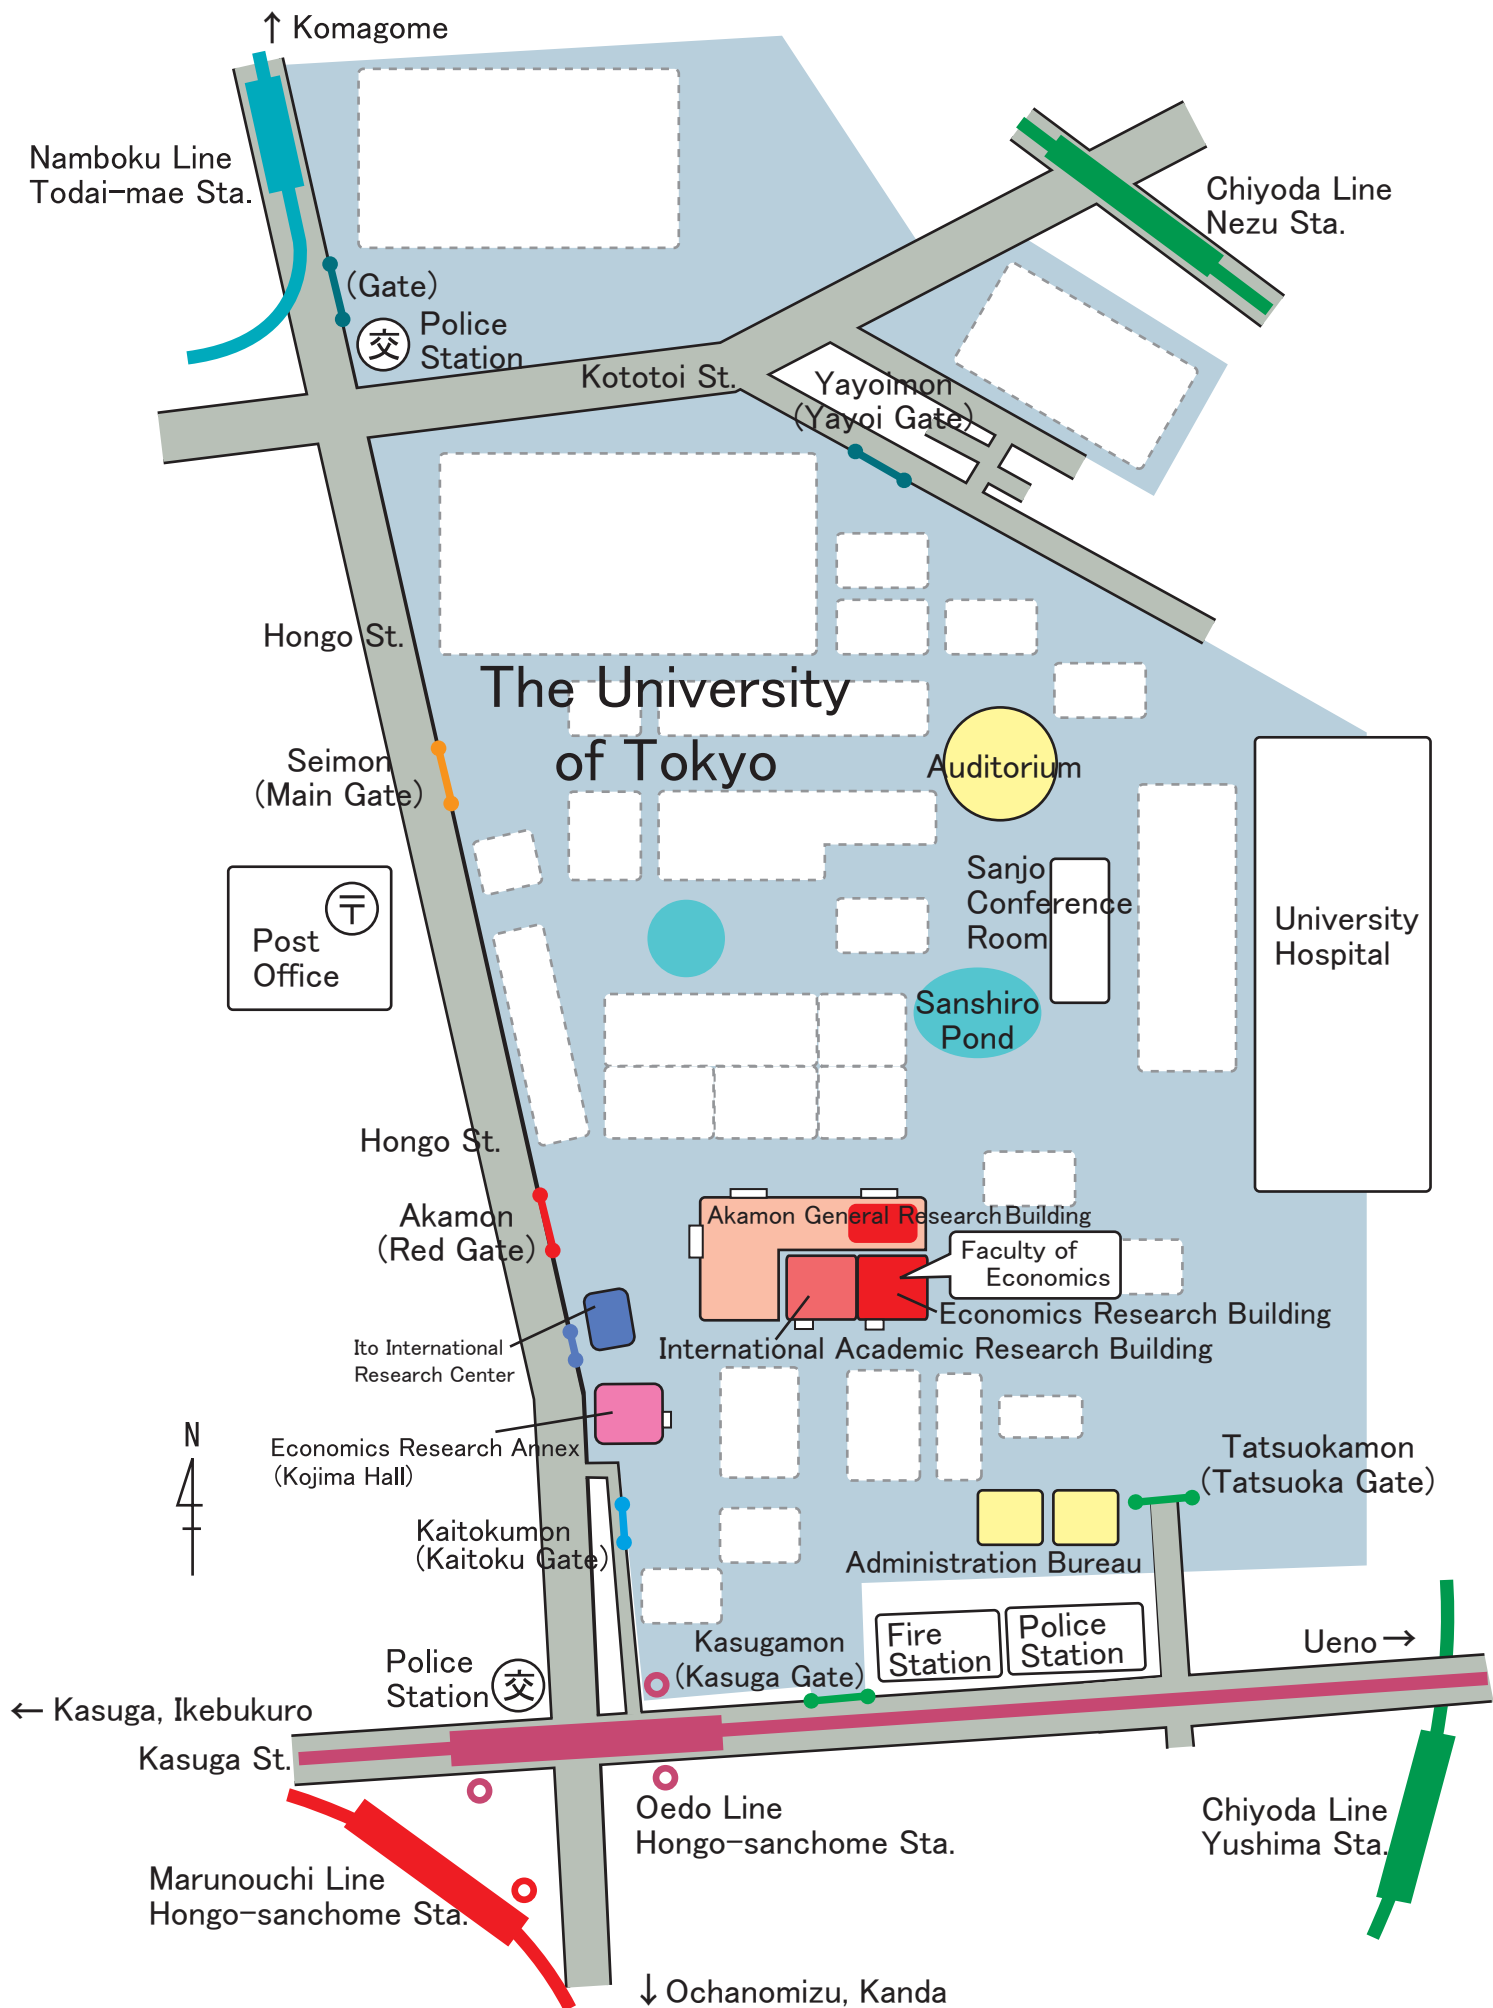 ↑ Komagome
Namboku Line
Todai-mae Sta.
Chiyoda Line
Nezu Sta.
(Gate)
交
Police
Station
Kototoi St.
Yayoimon
(Yayoi Gate)
Hongo St.
The University
of Tokyo
Seimon
(Main Gate)
Auditorium
〒
Post
Office
Sanjo
Conference
Room
University
Hospital
Sanshiro
Pond
Hongo St.
Akamon
(Red Gate)
Akamon General Research Building
Faculty of
Economics
Economics Research Building
International Academic Research Building
Ito International
Research Center
N
Economics Research Annex
(Kojima Hall)
Tatsuokamon
(Tatsuoka Gate)
Kaitokumon
(Kaitoku Gate)
Administration Bureau
Fire
Station
Police
Station
Kasugamon
(Kasuga Gate)
Ueno →
Police
Station
交
← Kasuga, Ikebukuro
Kasuga St.
Oedo Line
Hongo-sanchome Sta.
Chiyoda Line
Yushima Sta.
Marunouchi Line
Hongo-sanchome Sta.
↓ Ochanomizu, Kanda